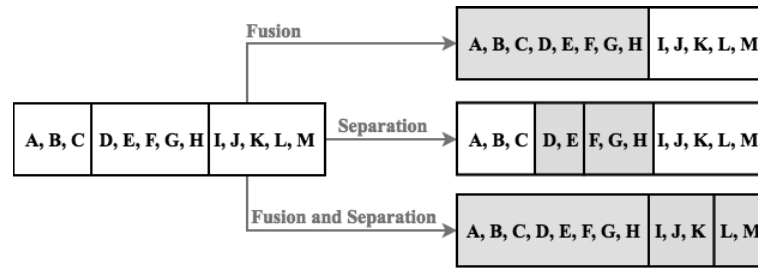 Fusion
A, B, C, D, E, F, G, H I, J, K, L, M
A, B, C D, E, F, G, H I, J, K, L, M
Separation
A, B, C D, E F, G, H I, J, K, L, M
Fusion and Separation
A, B, C, D, E, F, G, H I, J, K L, M